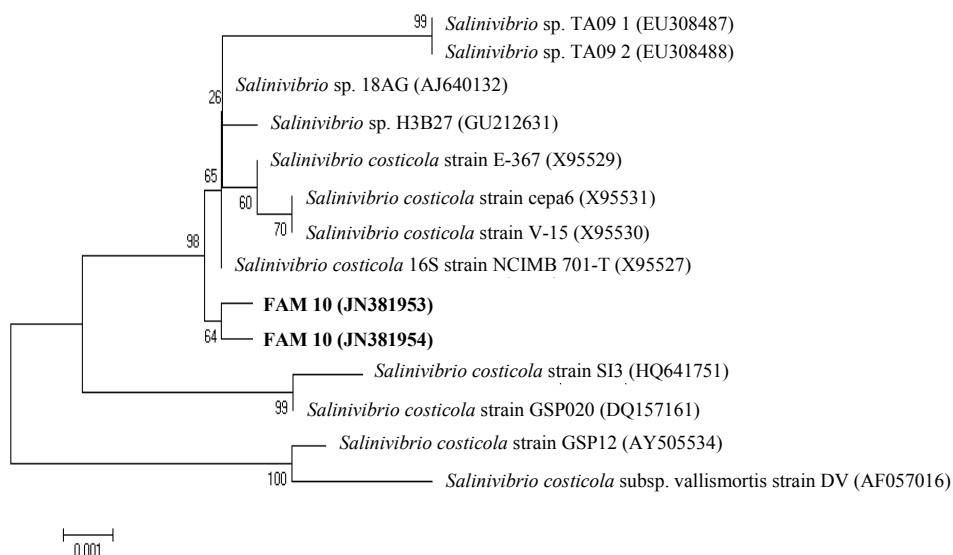 99
Salinivibrio sp. TA09 1 (EU308487)
Salinivibrio sp. TA09 2 (EU308488)
Salinivibrio sp. 18AG (AJ640132)
26
Salinivibrio sp. H3B27 (GU212631)
Salinivibrio costicola strain E-367 (X95529)
65
60
Salinivibrio costicola strain cepa6 (X95531)
70
Salinivibrio costicola strain V-15 (X95530)
98
Salinivibrio costicola 16S strain NCIMB 701-T (X95527)
FAM 10 (JN381953)
64
FAM 10 (JN381954)
Salinivibrio costicola strain SI3 (HQ641751)
99
Salinivibrio costicola strain GSP020 (DQ157161)
Salinivibrio costicola strain GSP12 (AY505534)
100
Salinivibrio costicola subsp. vallismortis strain DV (AF057016)
0.001